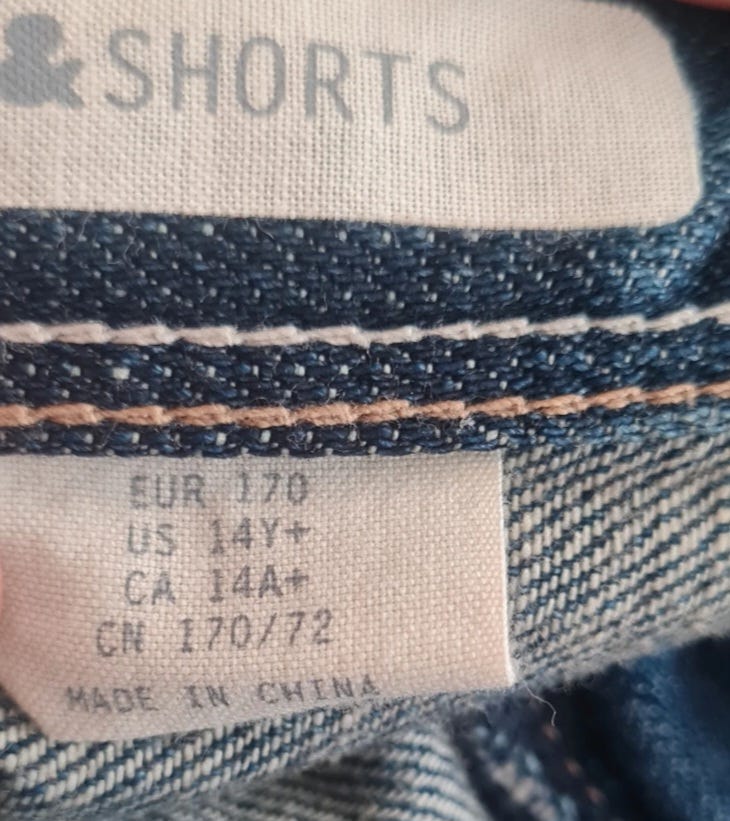 & SHORTS
EUR 170
US 14Y+
CA 14A+
CN 170/72
MADE IN CHINA